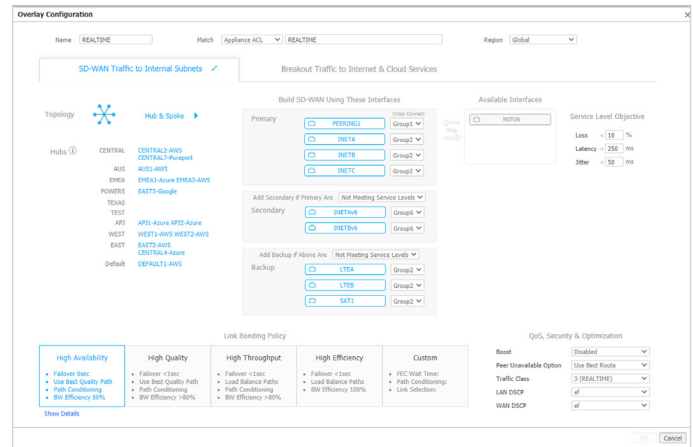 Overlay Configuration
Name REALTIME Match Appliance ACL REALTIME Region Global
SD-WAN Traffic to Internal Subnets
Breakout Traffic to Internet & Cloud Services
Topology Hub & Spoke
Hubs
CENTRAL CENTRAL2-AWS
CENTRAL7-Pureport
AUS AUS1-AWS
EMEA EMEA1-Azure EMEA3-AWS
POWERS EAST3-Google
TEXAS
TEST
APJ APJ1-Azure APJ2-Azure
WEST WEST1-AWS WEST2-AWS
EAST EAST2-AWS
CENTRAL4-Azure
Default DEFAULT1-AWS
Build SD-WAN Using These Interfaces
Primary
Cross Connect
PEERING1 Group1
INETA Group2
INETB Group2
INETC Group2
Add Secondary if Primary Are Not Meeting Service Levels
Secondary
INETAv6 Group6
INETBv6 Group6
Add Backup if Above Are Not Meeting Service Levels
Backup
LTEA Group2
LTEB Group2
SAT1 Group2
Available Interfaces
NOTUN
Service Level Objective
Loss < 10 %
Latency < 250 ms
Jitter < 50 ms
Link Bonding Policy
High Availability
Failover 0sec
Use Best Quality Path
Path Conditioning
BW Efficiency 50%
High Quality
Failover <1sec
Use Best Quality Path
Path Conditioning
BW Efficiency >80%
High Throughput
Failover <1sec
Load Balance Paths
Path Conditioning
BW Efficiency >80%
High Efficiency
Failover <1sec
Load Balance Paths
BW Efficiency 100%
Custom
FEC Wait Time:
Path Conditioning:
Link Selection:
Show Details
QoS, Security & Optimization
Boost Disabled
Peer Unavailable Option Use Best Route
Traffic Class 3 (REALTIME)
LAN DSCP ef
WAN DSCP ef
Cancel